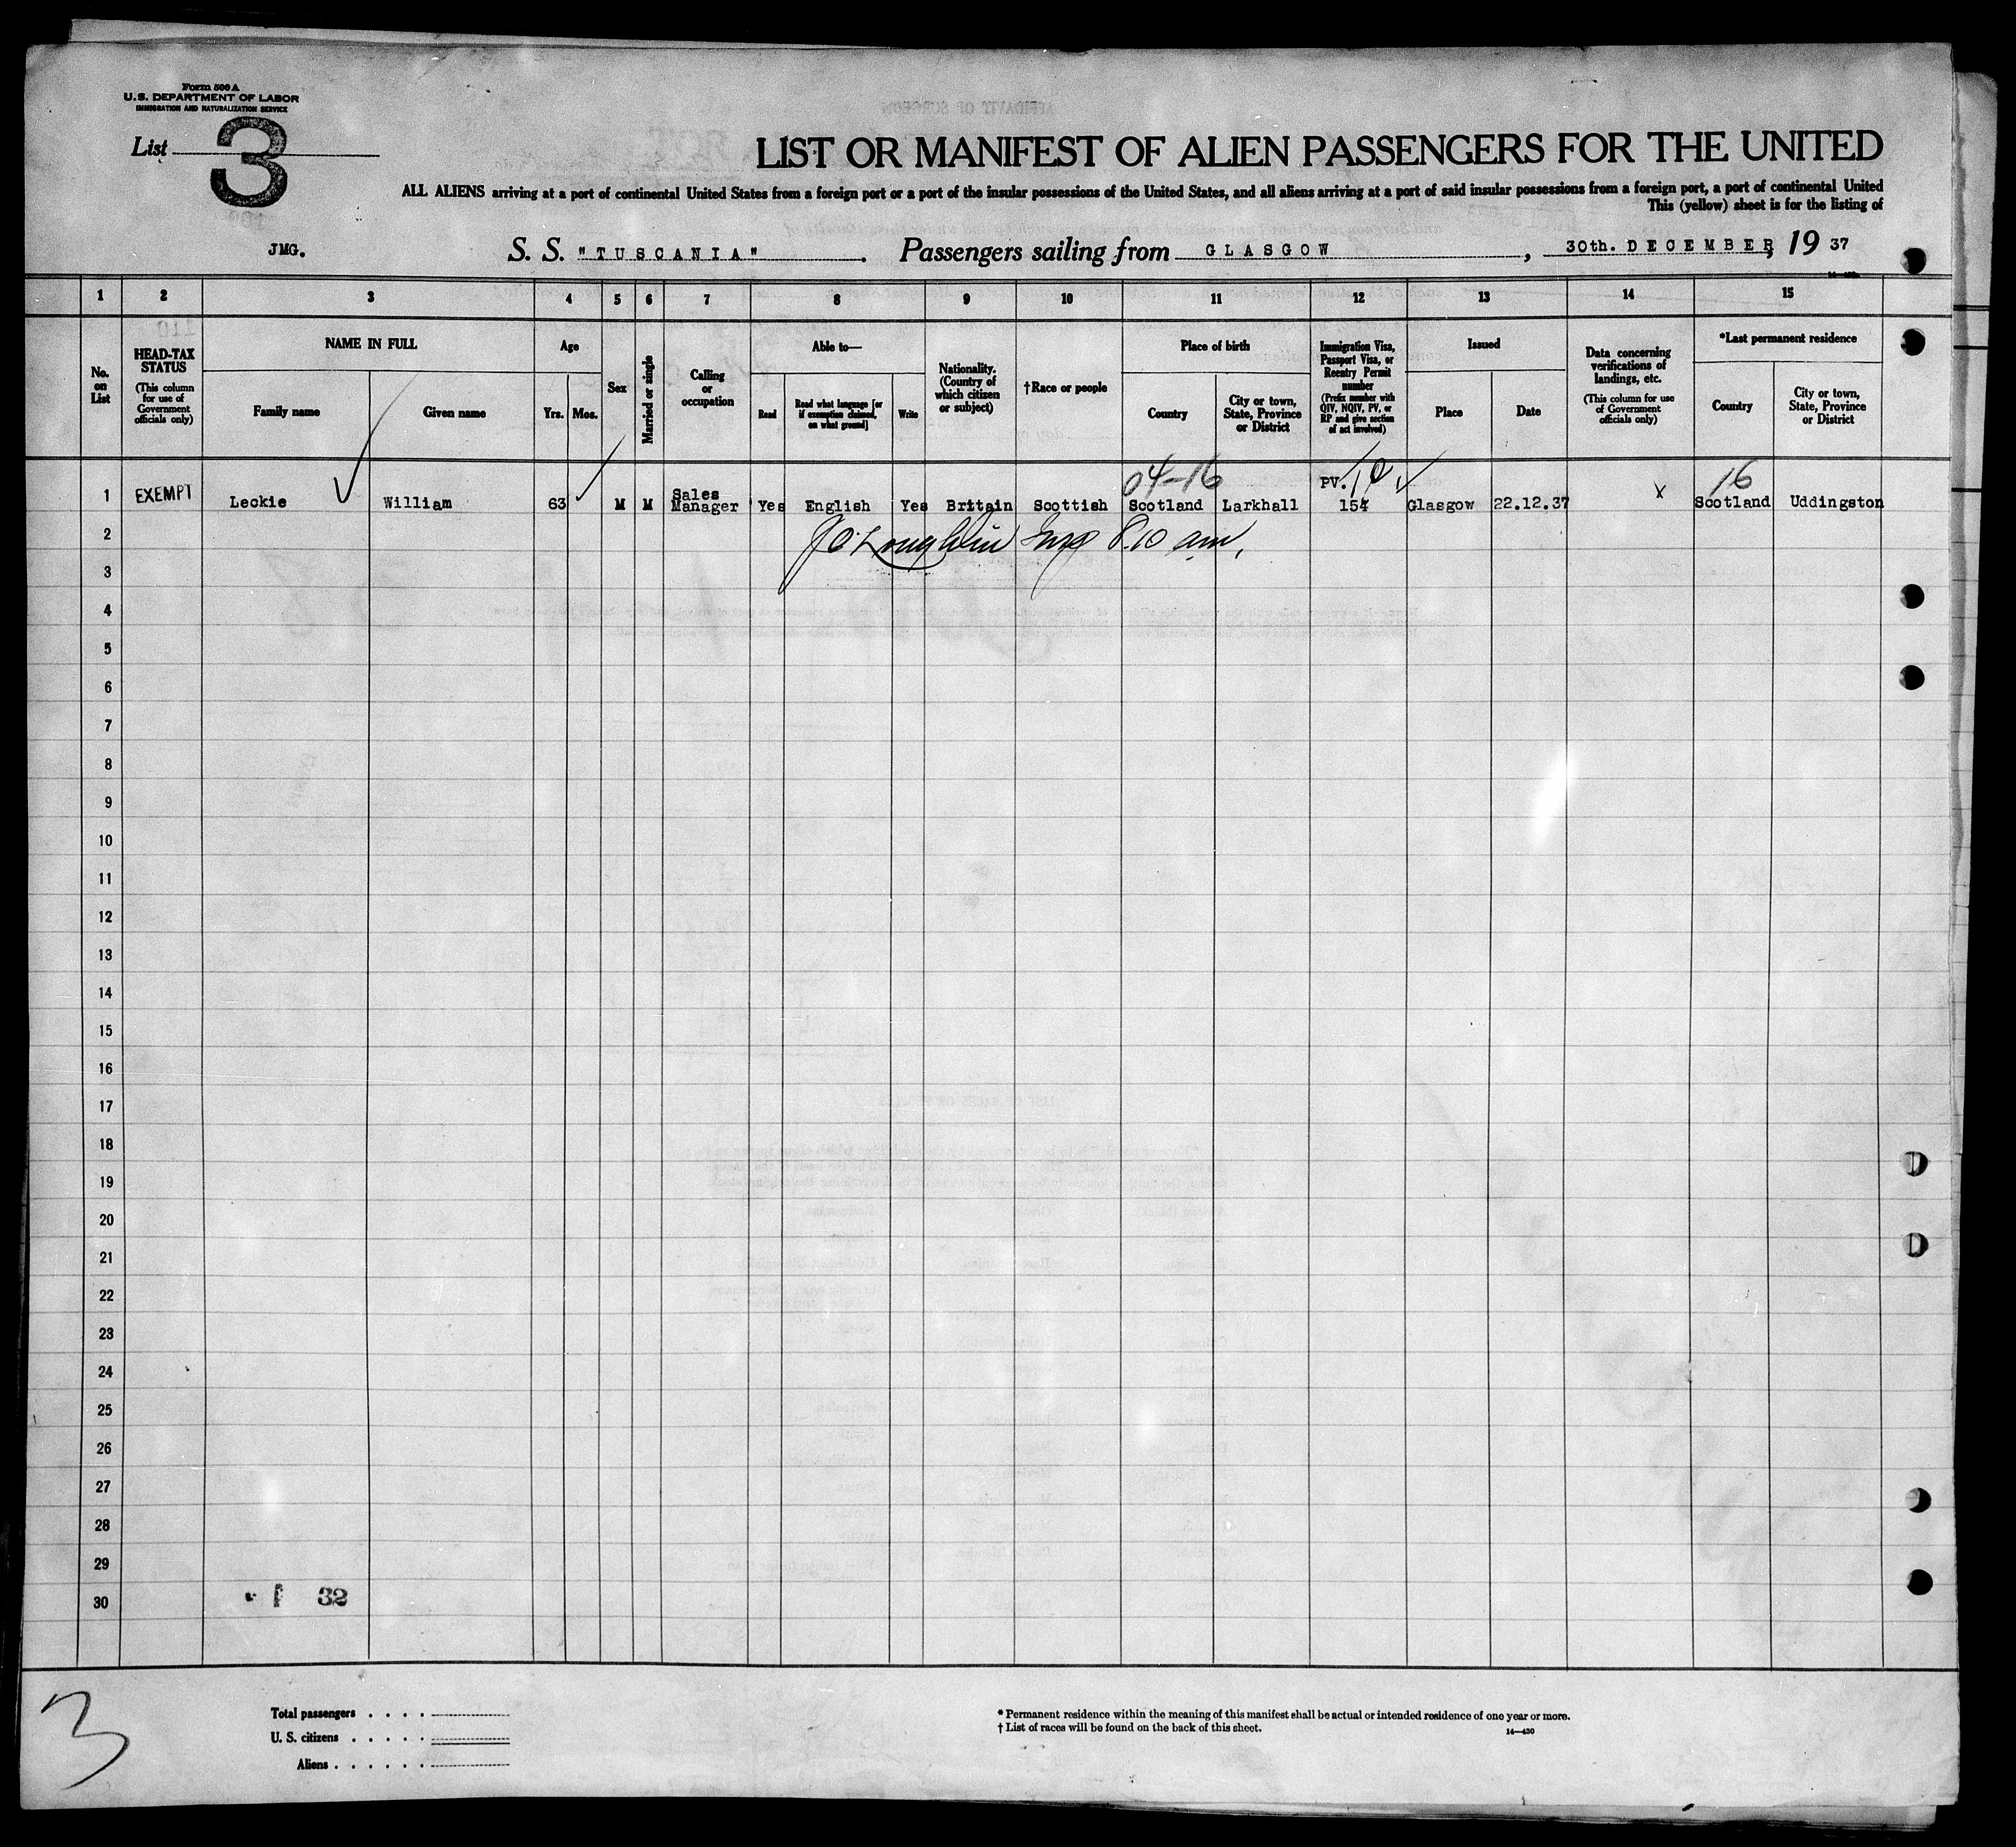 Form 500 A
U.S. DEPARTMENT OF LABOR
IMMIGRATION AND NATURALIZATION SERVICE
List 3
LIST OR MANIFEST OF ALIEN PASSENGERS FOR THE UNITED
ALL ALIENS arriving at a port of continental United States from a foreign port or a port of the insular possessions of the United States, and all aliens arriving at a port of said insular possessions from a foreign port, a port of continental United
This (yellow) sheet is for the listing of
JMG. S. S. "TUSCANIA". Passengers sailing from GLASGOW, 30th. DECEMBER, 19 37
1 2 3 4 5 6 7 8 9 10 11 12 13 14 15
No. on List
HEAD-TAX STATUS
(This column for use of Government officials only)
NAME IN FULL
Family name
Given name
Age
Yrs.
Mos.
Sex
Married or single
Calling or occupation
Able to—
Read
Read what language [or if exemption claimed, on what ground]
Write
Nationality. (Country of which citizen or subject)
†Race or people
Place of birth
Country
City or town, State, Province or District
Immigration Visa, Passport Visa, or Reentry Permit number
(Prefix number with QIV, NQIV, PV, or RP and give section of act involved)
Issued
Place
Date
Data concerning verifications of landings, etc.
(This column for use of Government officials only)
*Last permanent residence
Country
City or town, State, Province or District
04-16 PV. 16
1 EXEMPT Leckie William 63 M M Sales Manager Yes English Yes Britain Scottish Scotland Larkhall 154 Glasgow 22.12.37 x Scotland Uddingston
2 8.10 am,
3
4
5
6
7
8
9
10
11
12
13
14
15
16
17
18
19
20
21
22
23
24
25
26
27
28
29
30 32
3
Total passengers . . . .
U. S. citizens . . . . .
Aliens . . . . . .
* Permanent residence within the meaning of this manifest shall be actual or intended residence of one year or more.
† List of races will be found on the back of this sheet. 14—430